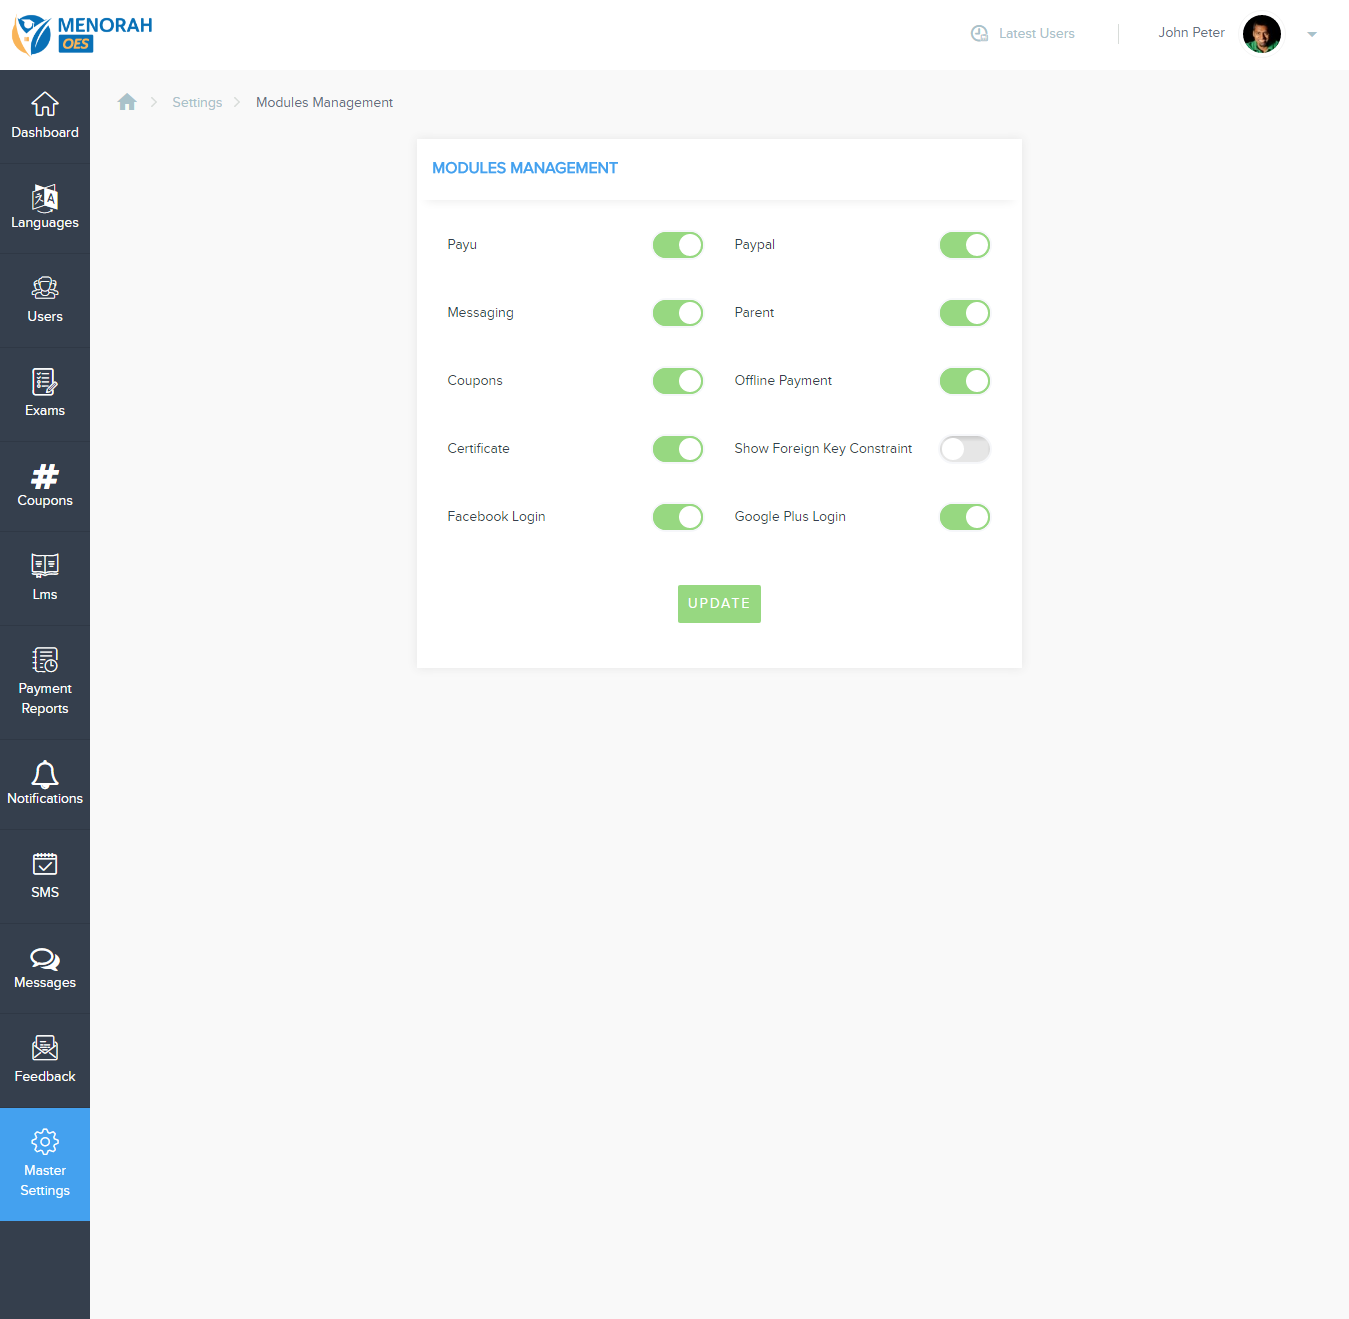 MENORAH
OES
Latest Users
John Peter
Settings
Modules Management
Dashboard
Languages
Users
Exams
Coupons
Lms
Payment
Reports
Notifications
SMS
Messages
Feedback
Master
Settings
MODULES MANAGEMENT
Payu
Paypal
Messaging
Parent
Coupons
Offline Payment
Certificate
Show Foreign Key Constraint
Facebook Login
Google Plus Login
UPDATE